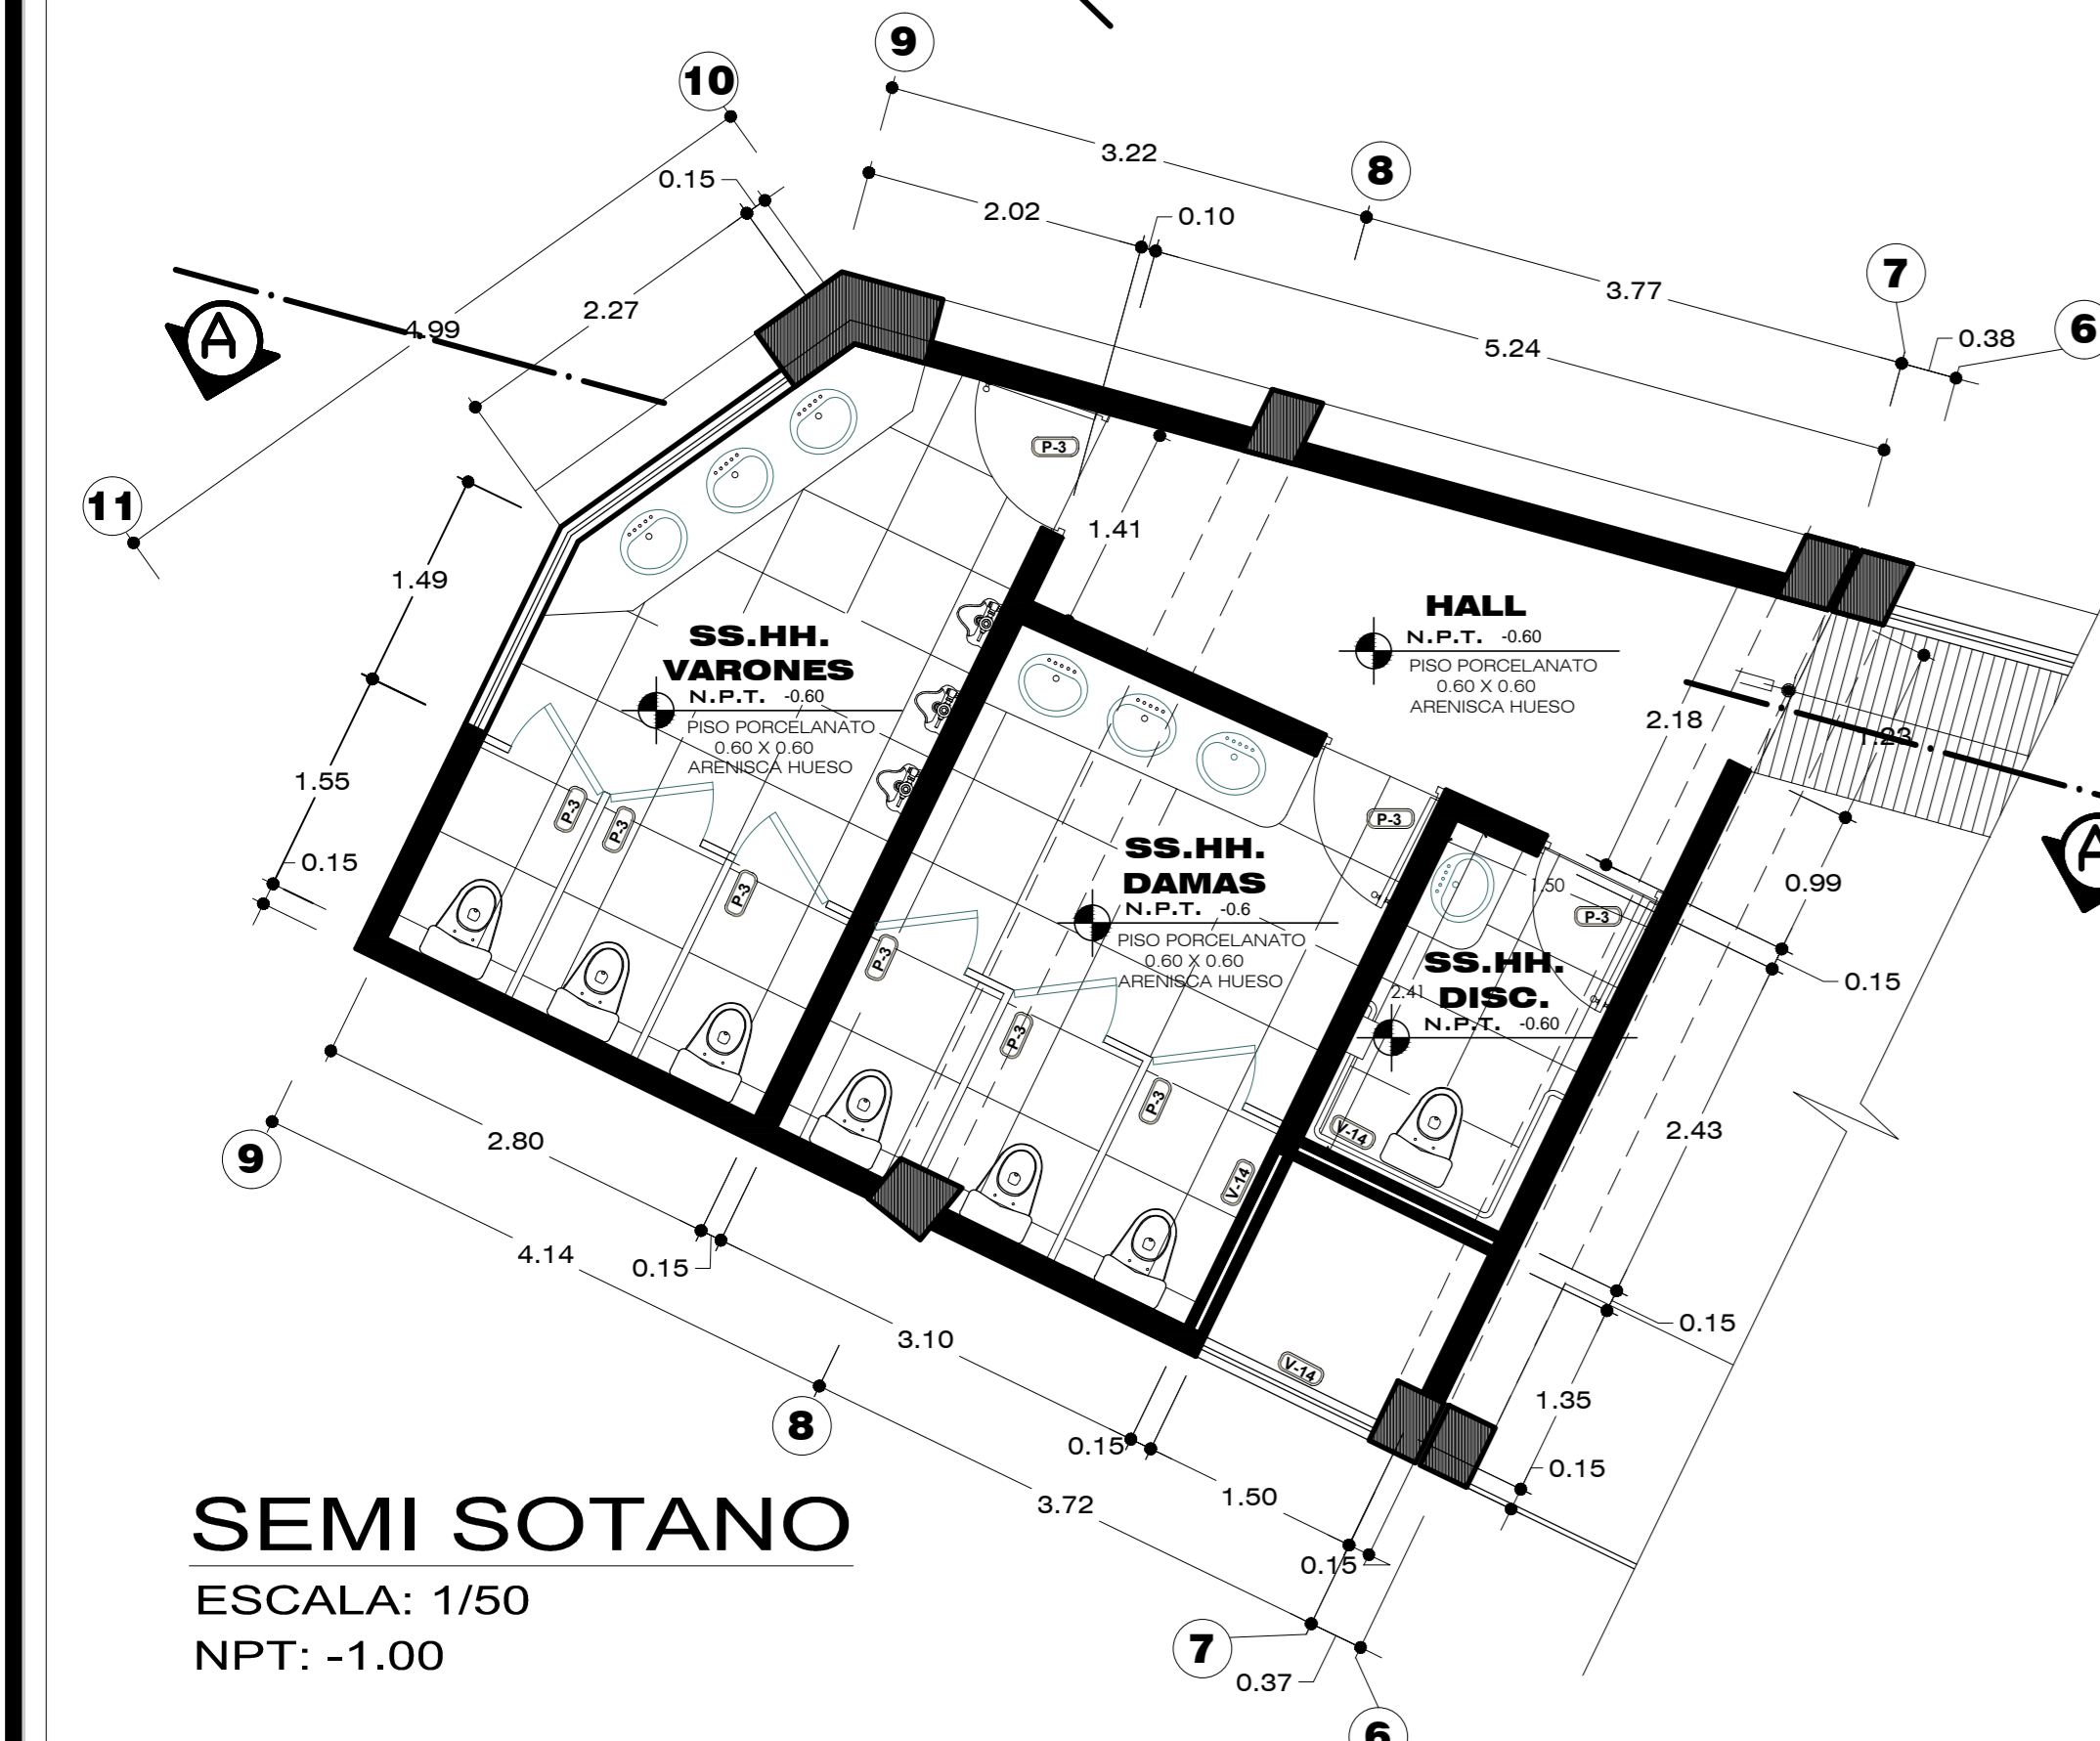 9
10
3.22
8
0.15
2.02
0.10
7
3.77
6
0.38
2.27
4.99
A
5.24
P-3
11
1.41
1.49
HALL
N.P.T. -0.60
PISO PORCELANATO
0.60 X 0.60
ARENISCA HUESO
SS.HH.
VARONES
N.P.T. -0.60
PISO PORCELANATO
0.60 X 0.60
ARENISCA HUESO
2.18
1.23
1.55
P-3
P-3
P-3
P-3
0.15
SS.HH.
DAMAS
N.P.T. -0.6
PISO PORCELANATO
0.60 X 0.60
ARENISCA HUESO
A
1.50
0.99
P-3
P-3
SS.HH.
DISC.
N.P.T. -0.60
2.41
0.15
P-3
P-3
V-14
2.43
V-14
9
2.80
4.14
0.15
3.10
0.15
V-14
1.35
8
0.15
0.15
1.50
3.72
0.15
SEMI SOTANO
ESCALA: 1/50
NPT: -1.00
7
0.37
6